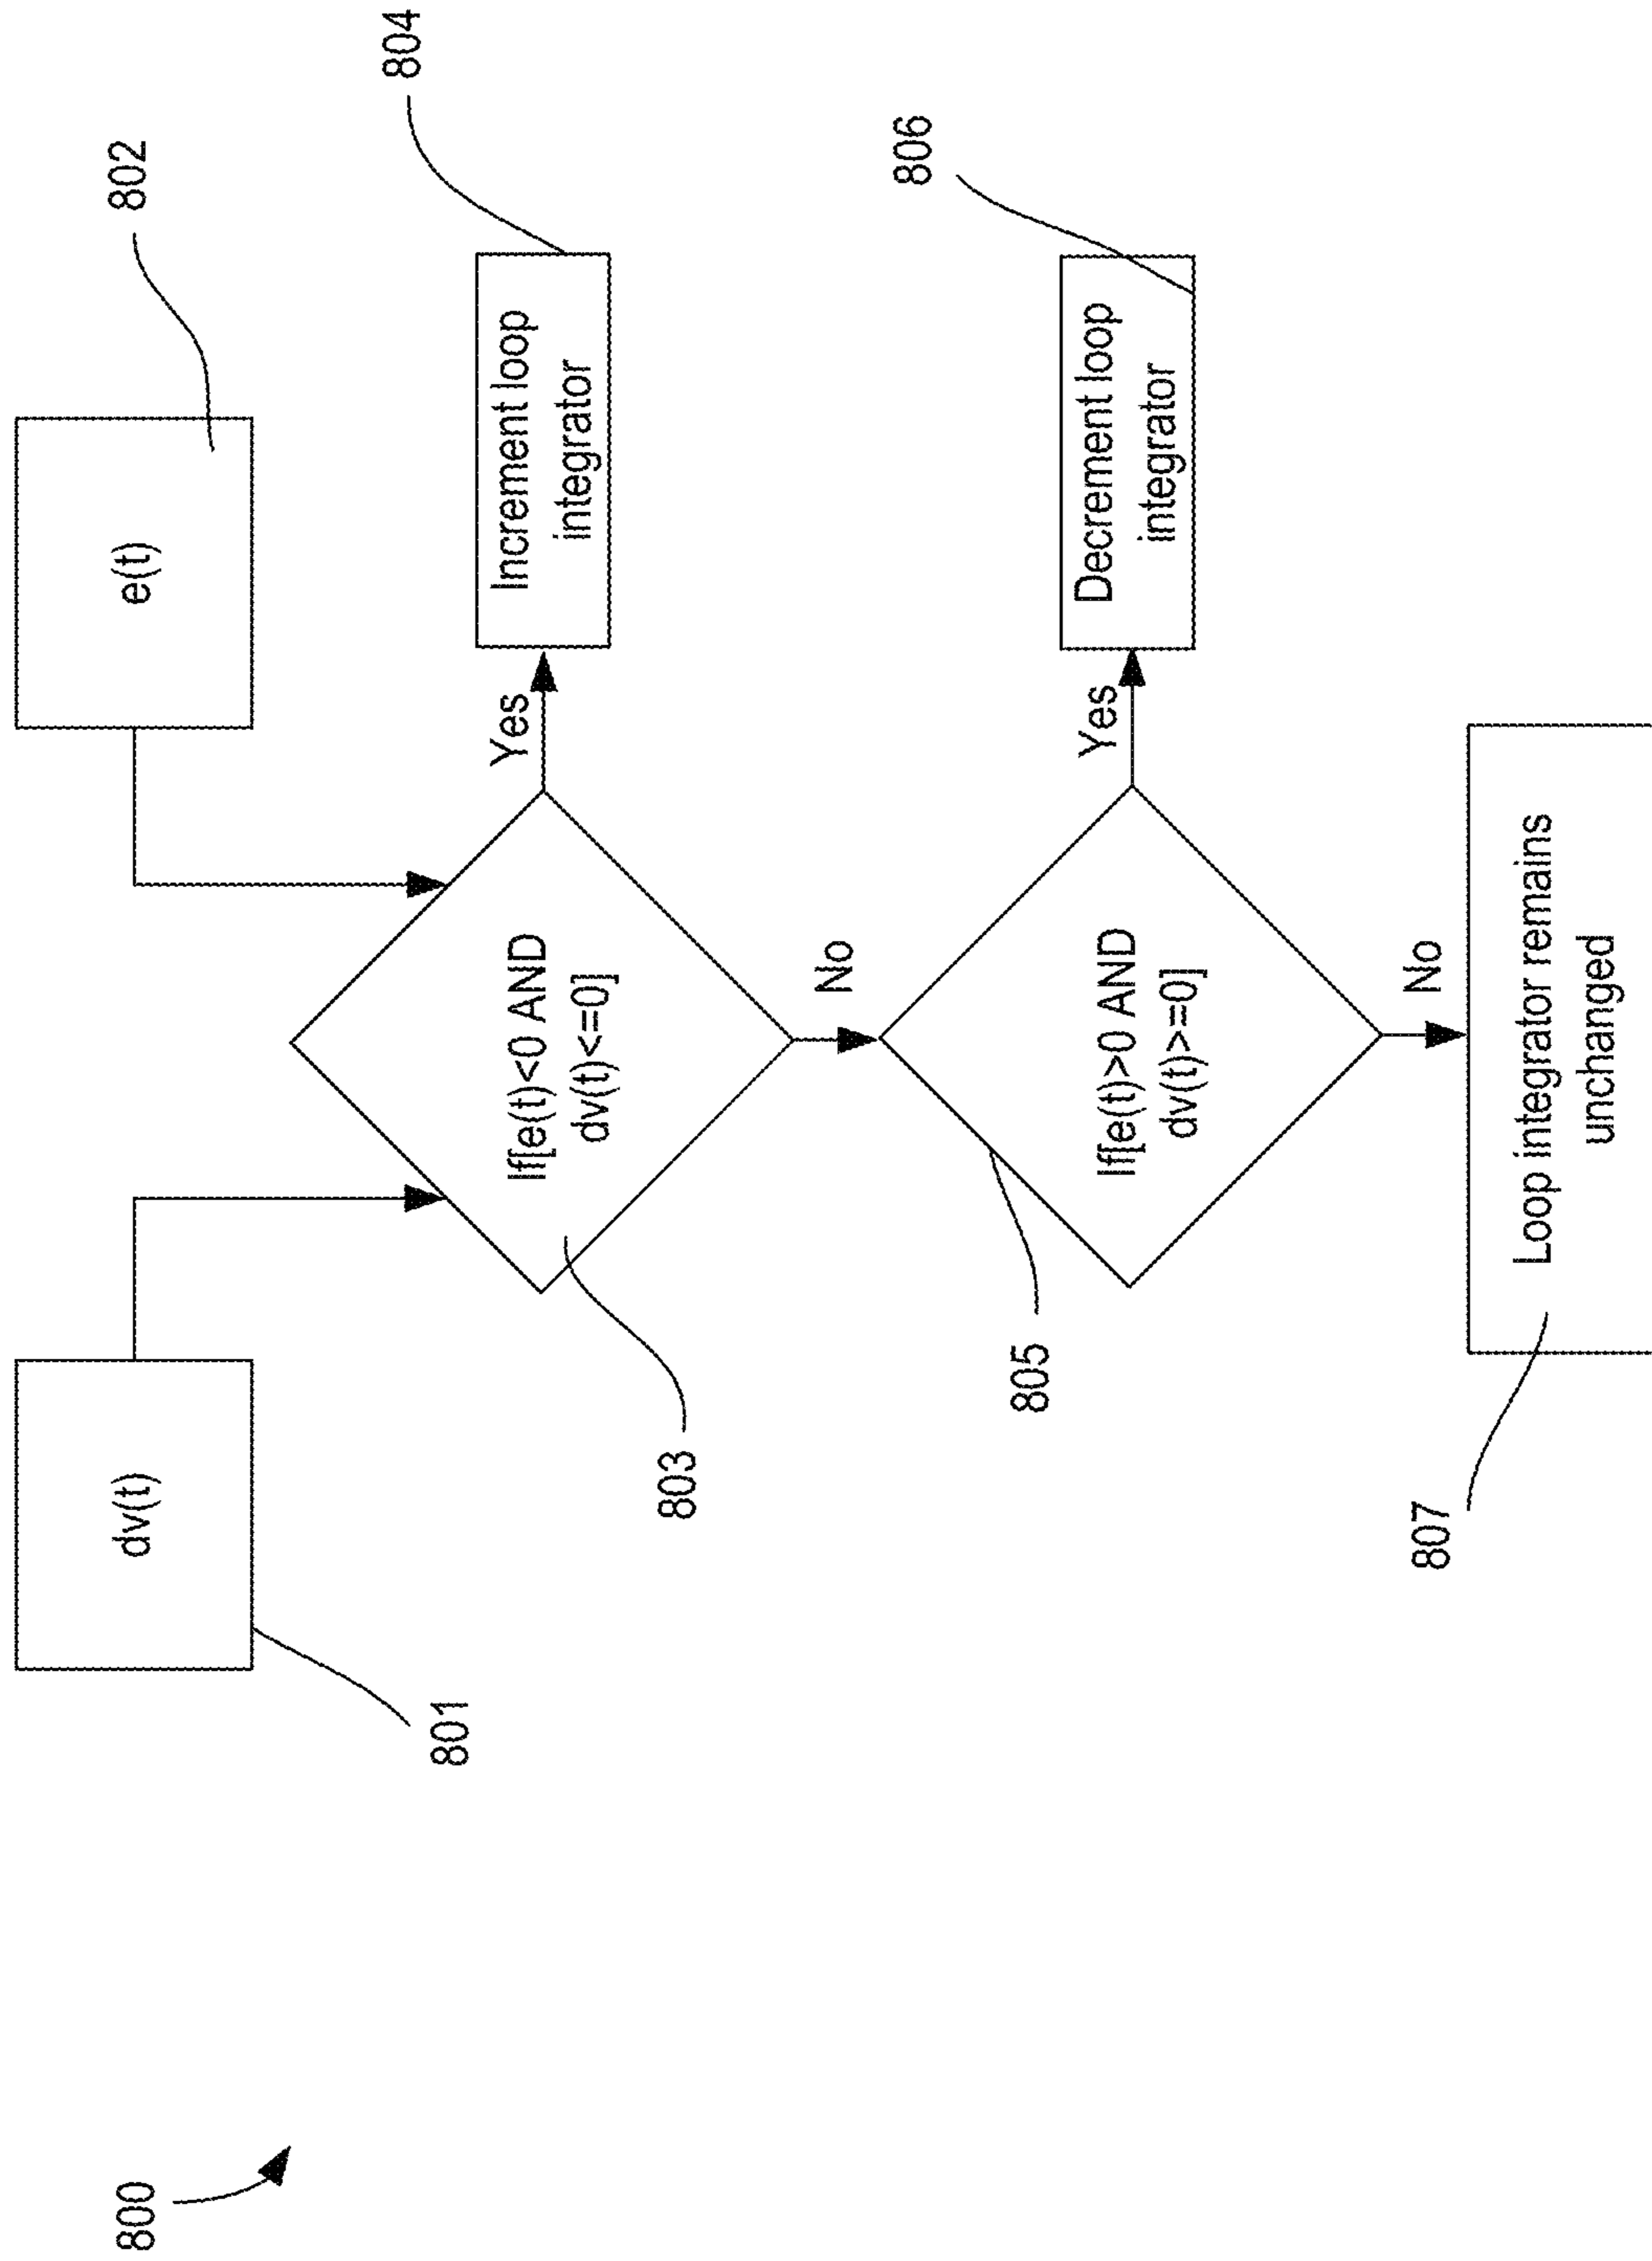 800
dv(t)
801
e(t)
802
If[e(t)<0 AND
dv(t)<=0]
803
Yes
Increment loop
integrator
804
No
If[e(t)>0 AND
dv(t)>=0]
805
Yes
Decrement loop
integrator
806
No
Loop integrator remains
unchanged
807